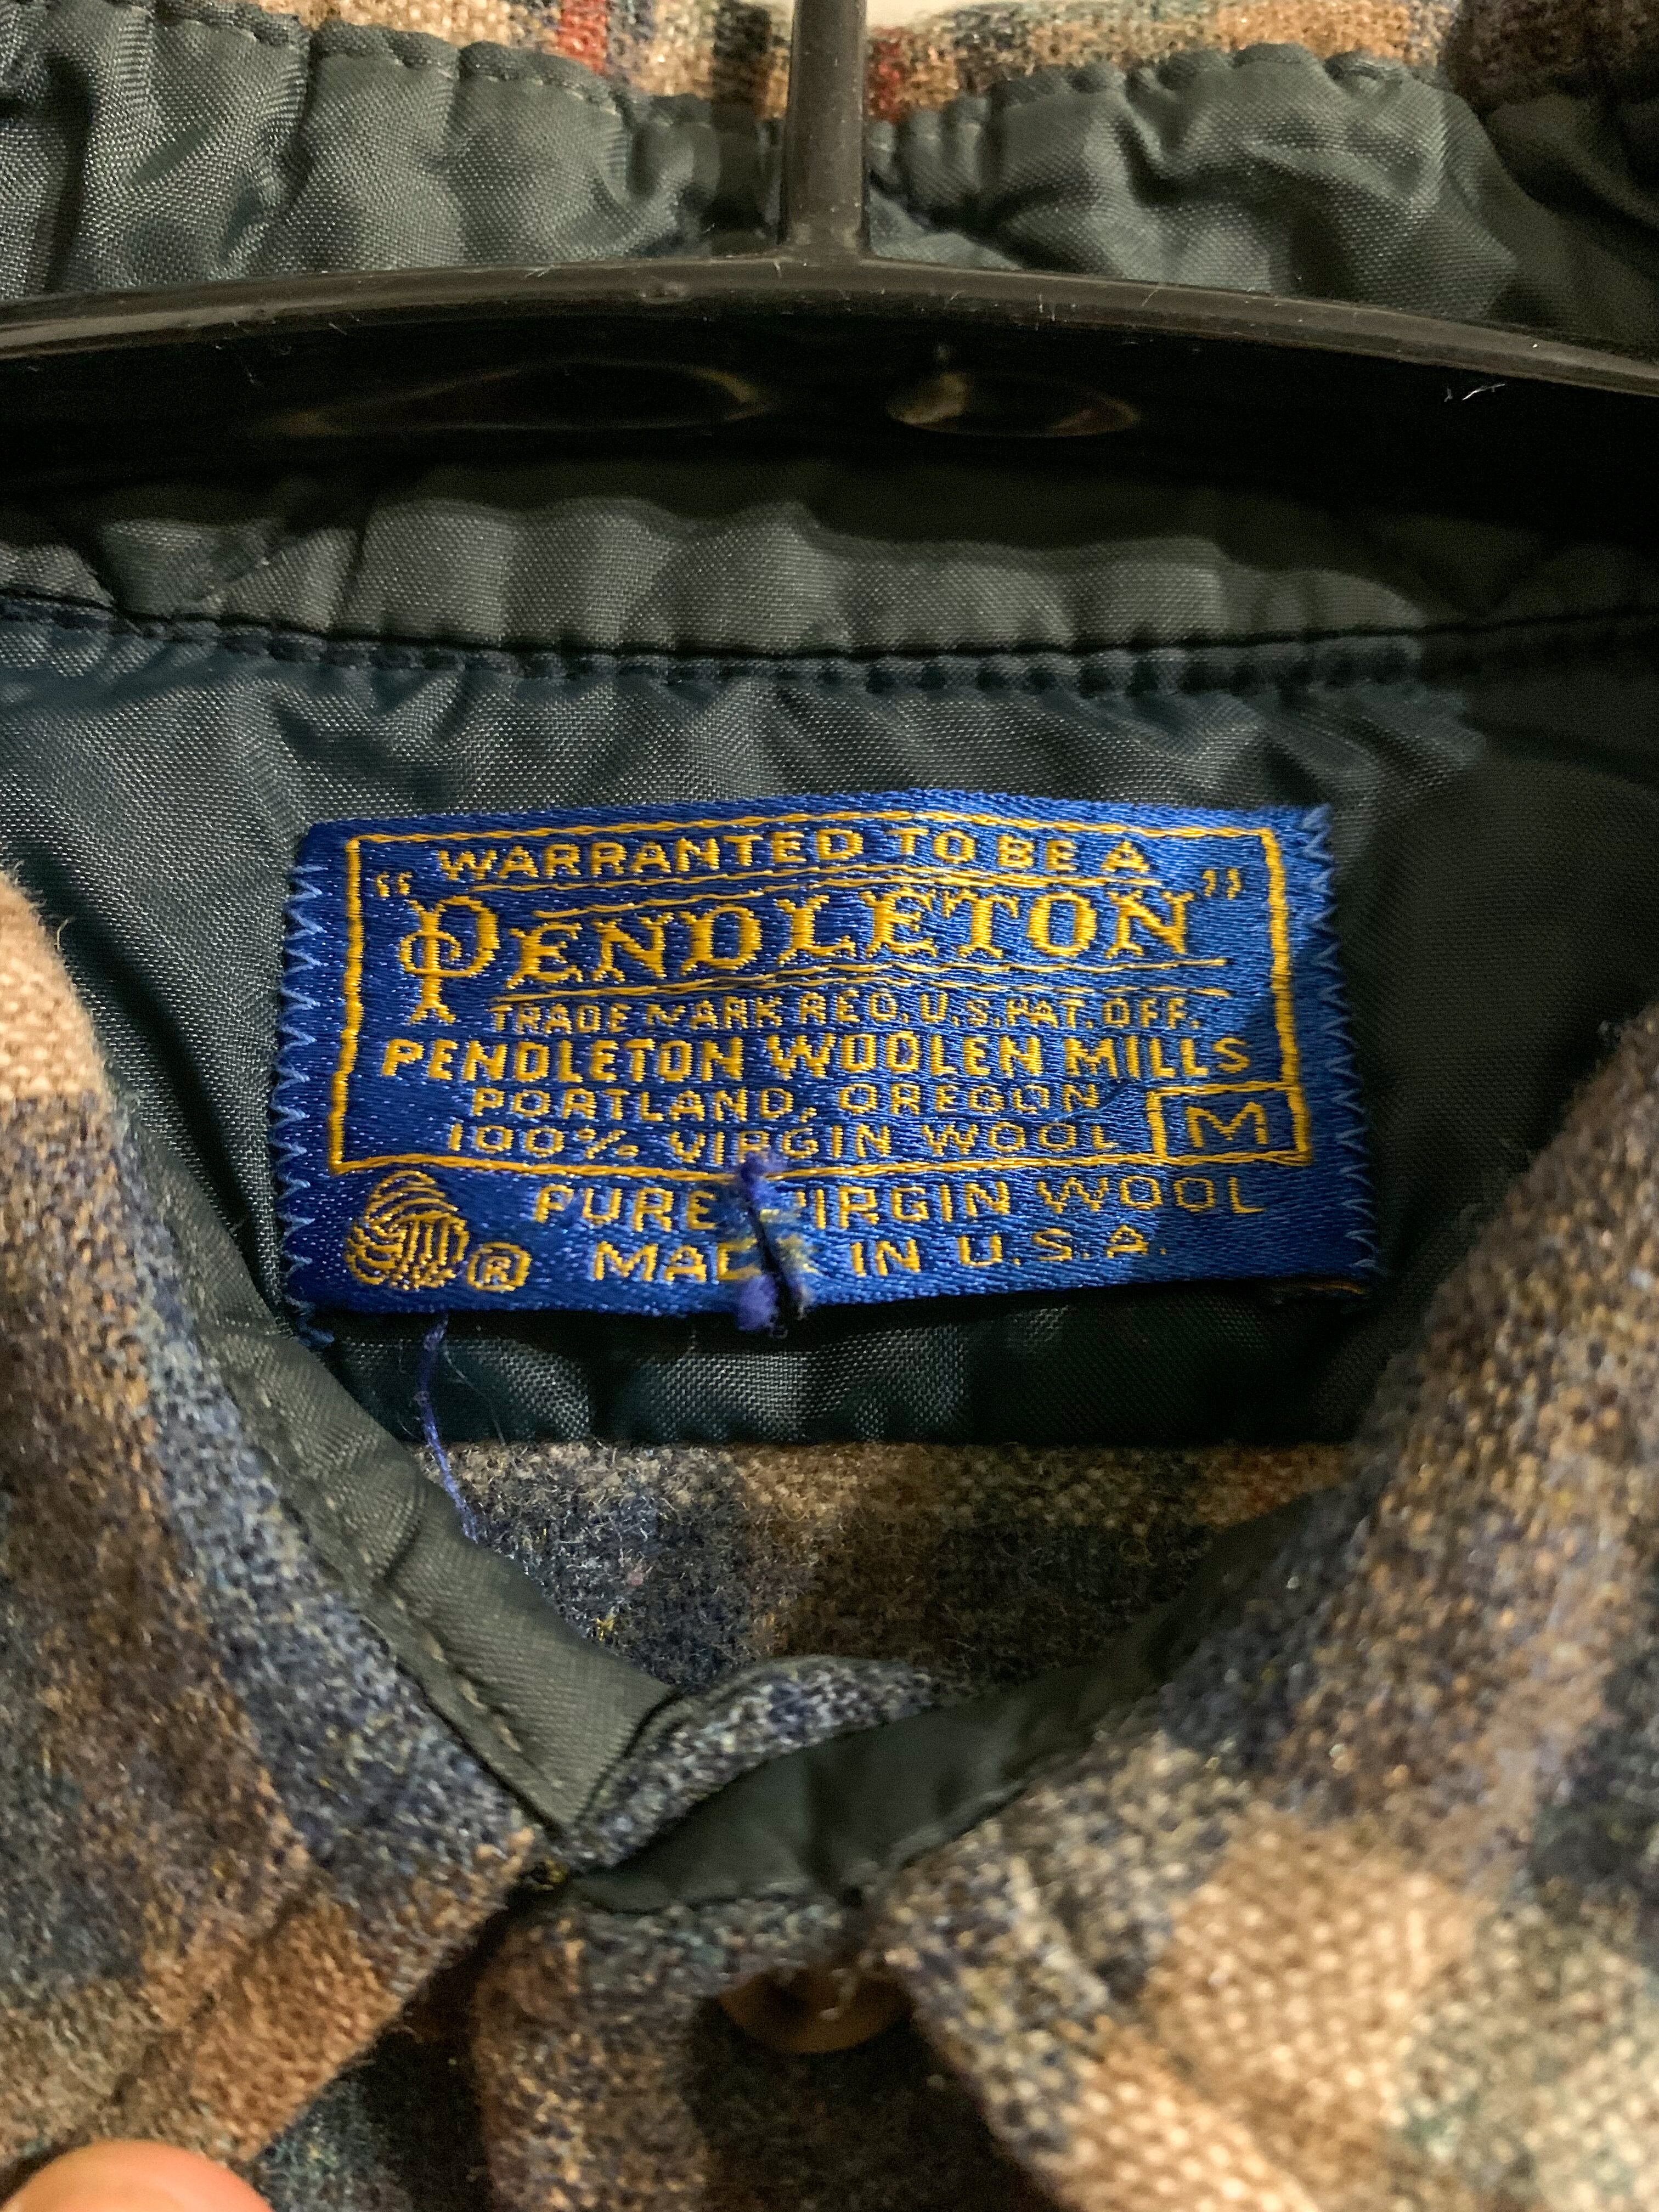 WARRANTED TO BE A
"PENDLETON"
TRADE MARK REG. U.S. PAT. OFF.
PENDLETON WOOLEN MILLS
PORTLAND, OREGON
100% VIRGIN WOOL M
PURE VIRGIN WOOL
® MADE IN U.S.A.